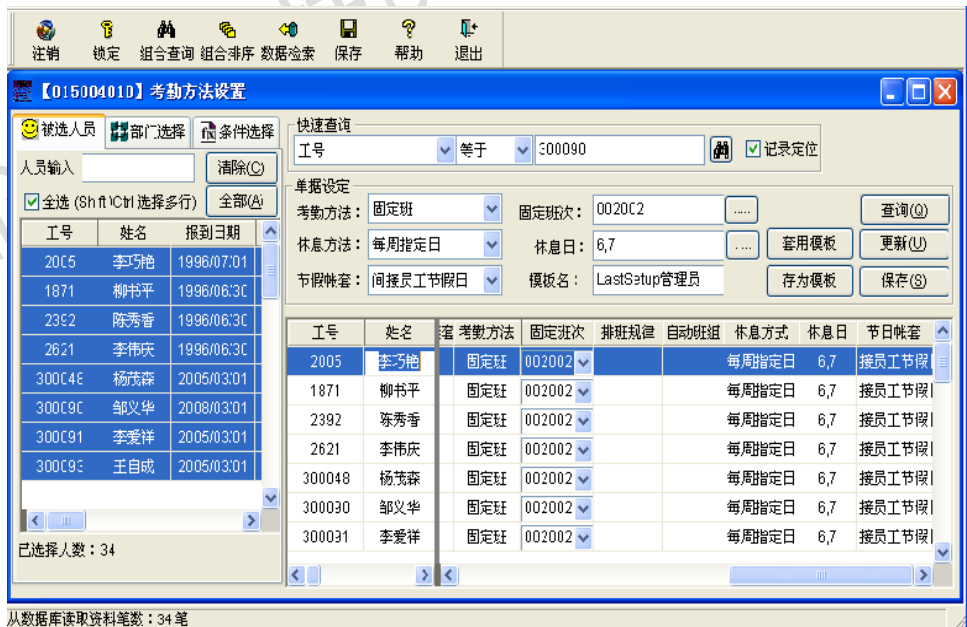 注销 锁定 组合查询 组合排序 数据检索 保存 帮助 退出
【015004010】考勤方法设置
被选人员 部门选择 条件选择
人员输入 清除(C)
全选 (Shift\Ctrl 选择多行) 全部(A)
工号 姓名 报到日期
2005 李巧艳 1996/07/01
1871 柳书平 1996/06/30
2392 陈秀香 1996/06/30
2621 李伟庆 1996/06/30
300048 杨茂森 2005/03/01
300090 邹义华 2008/03/01
300091 李爱祥 2005/03/01
300093 王自成 2005/03/01
已选择人数：34
快速查询
工号 等于 300090 记录定位
单据设定
考勤方法： 固定班 固定班次： 002002 ..... 查询(Q)
休息方法： 每周指定日 休息日： 6,7 .... 套用模板 更新(U)
节假帐套： 间接员工节假日 模板名： LastSetup管理员 存为模板 保存(S)
工号 姓名 套 考勤方法 固定班次 排班规律 自动班组 休息方式 休息日 节日帐套
2005 李巧艳 固定班 002002 每周指定日 6,7 接员工节假
1871 柳书平 固定班 002002 每周指定日 6,7 接员工节假
2392 陈秀香 固定班 002002 每周指定日 6,7 接员工节假
2621 李伟庆 固定班 002002 每周指定日 6,7 接员工节假
300048 杨茂森 固定班 002002 每周指定日 6,7 接员工节假
300090 邹义华 固定班 002002 每周指定日 6,7 接员工节假
300091 李爱祥 固定班 002002 每周指定日 6,7 接员工节假
从数据库读取资料笔数：34 笔